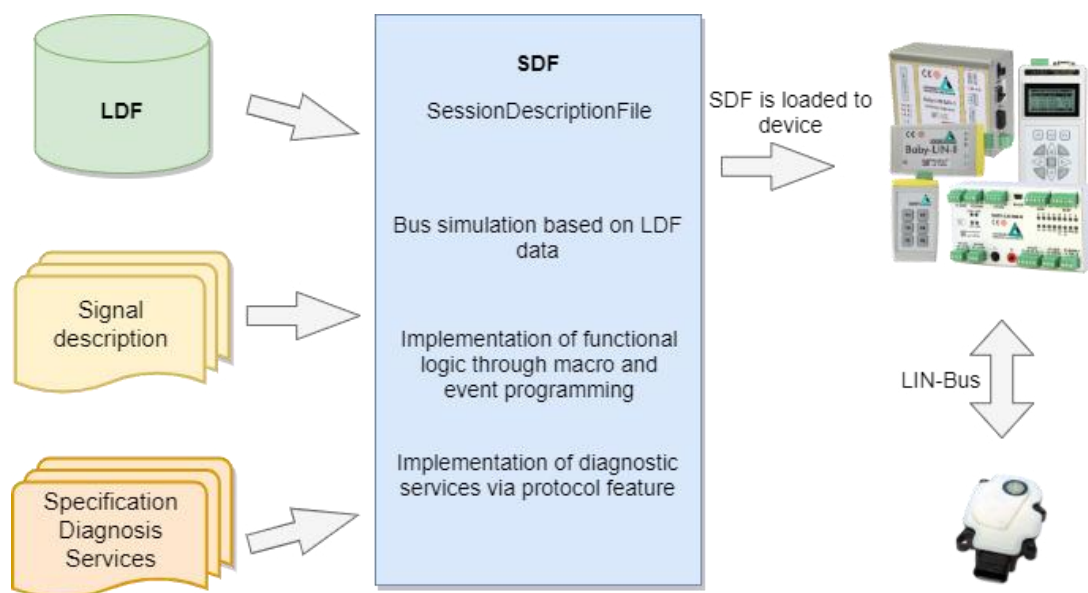 LDF
Signal
description
Specification
Diagnosis
Services
SDF
SessionDescriptionFile
Bus simulation based on LDF
data
Implementation of functional
logic through macro and
event programming
Implementation of diagnostic
services via protocol feature
SDF is loaded to
device
Baby-LIN-II
LIN-Bus